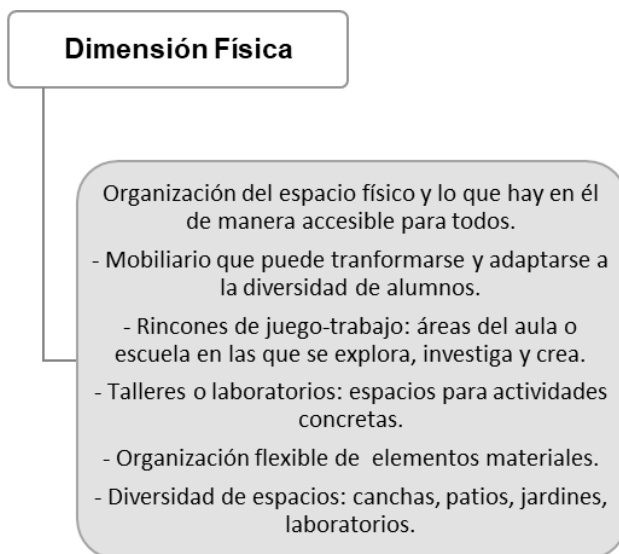 Dimensión Física
Organización del espacio físico y lo que hay en él
de manera accesible para todos.
- Mobiliario que puede tranformarse y adaptarse a
la diversidad de alumnos.
- Rincones de juego-trabajo: áreas del aula o
escuela en las que se explora, investiga y crea.
- Talleres o laboratorios: espacios para actividades
concretas.
- Organización flexible de elementos materiales.
- Diversidad de espacios: canchas, patios, jardines,
laboratorios.